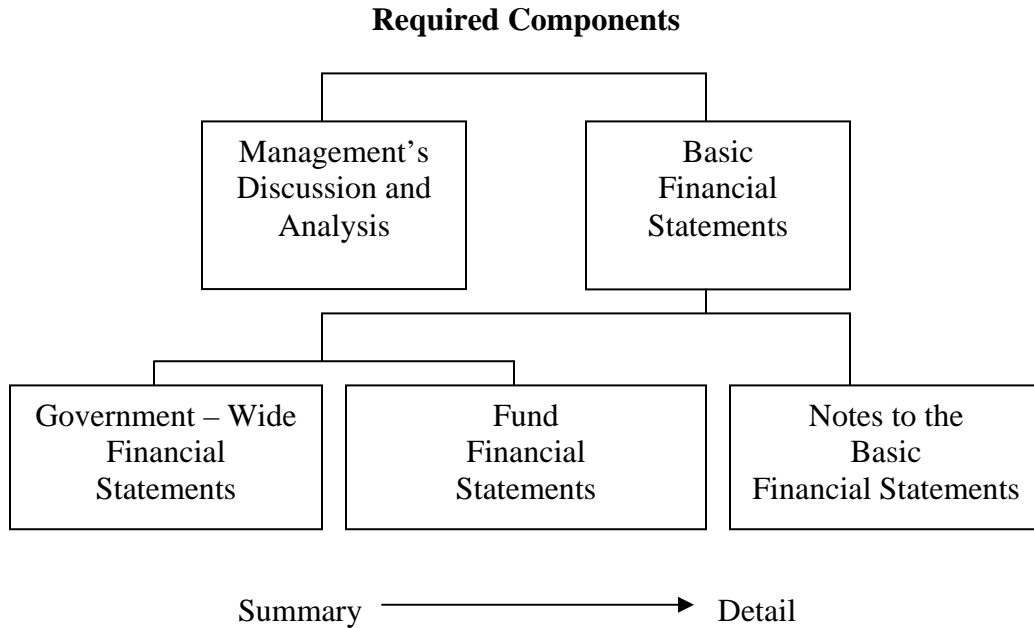 Required Components
Management’s
Discussion and
Analysis
Basic
Financial
Statements
Government – Wide
Financial
Statements
Fund
Financial
Statements
Notes to the
Basic
Financial Statements
Summary
Detail